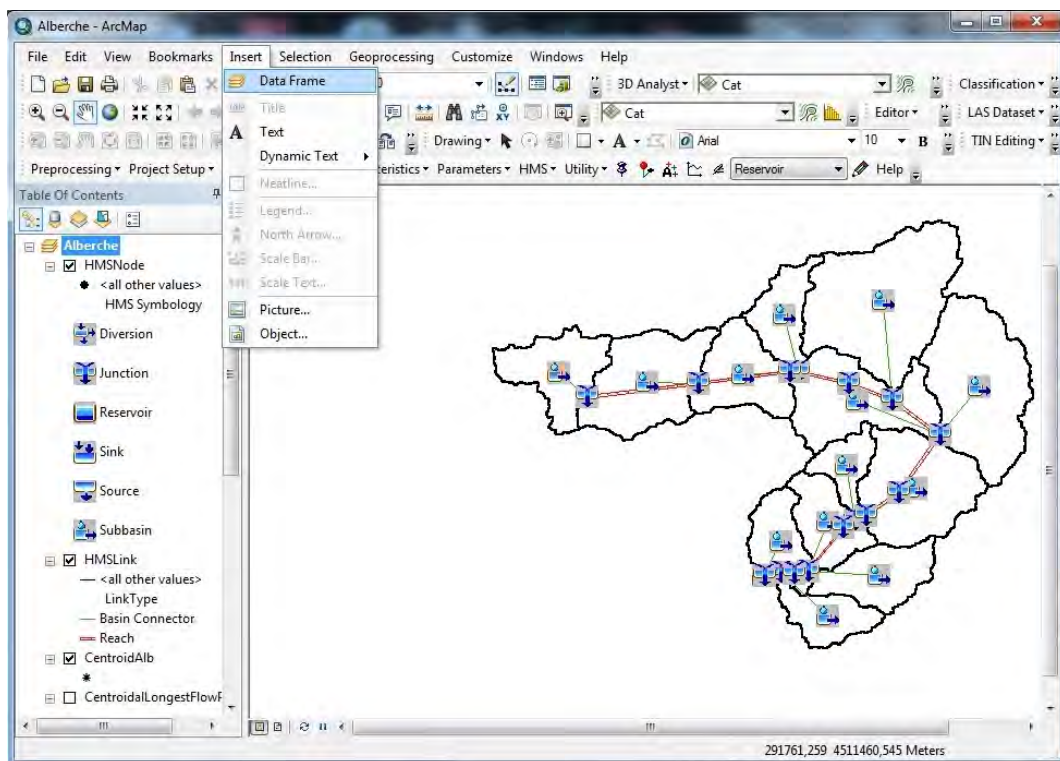 Alberche - ArcMap
File Edit View Bookmarks Insert Selection Geoprocessing Customize Windows Help
Data Frame
3D Analyst Cat Classification
Title
Cat Editor LAS Dataset
A Text
Drawing A Arial 10 B TIN Editing
Dynamic Text
Preprocessing Project Setup eristics Parameters HMS Utility Reservoir Help
Neatline...
Table Of Contents
Legend...
North Arrow...
Scale Bar...
Scale Text...
Picture...
Object...
Alberche
HMSNode
<all other values>
HMS Symbology
Diversion
Junction
Reservoir
Sink
Source
Subbasin
HMSLink
<all other values>
LinkType
Basin Connector
Reach
CentroidAlb
CentroidalLongestFlowP
291761,259 4511460,545 Meters